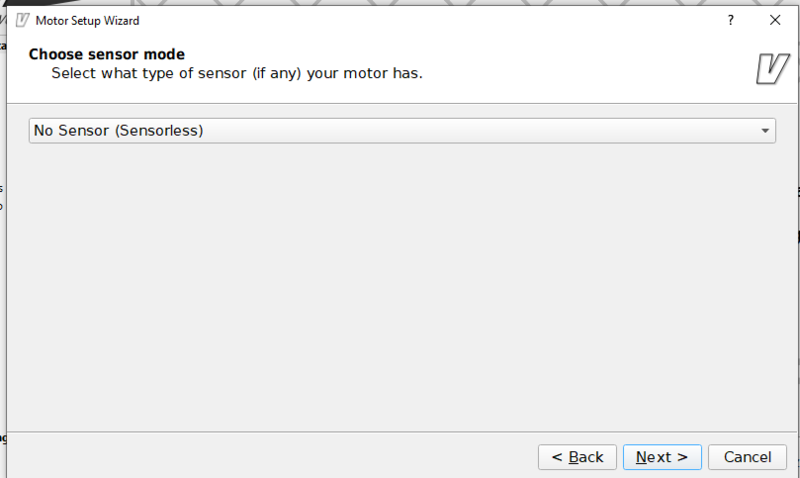 Motor Setup Wizard
?
Choose sensor mode
Select what type of sensor (if any) your motor has.
No Sensor (Sensorless)
< Back
Next >
Cancel